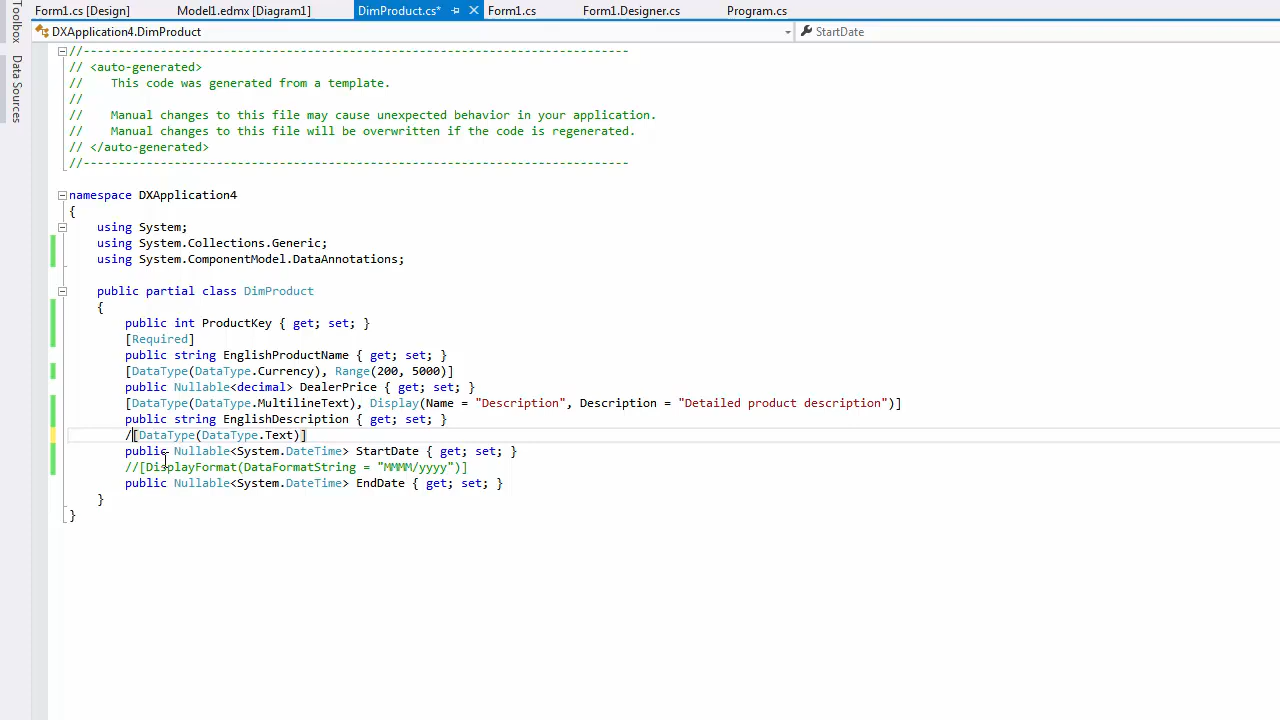 Form1.cs [Design] Model1.edmx [Diagram1] DimProduct.cs* Form1.cs Form1.Designer.cs Program.cs
Toolbox
Data Sources
DXApplication4.DimProduct StartDate
//------------------------------------------------------------------------------
// <auto-generated>
//    This code was generated from a template.
//
//    Manual changes to this file may cause unexpected behavior in your application.
//    Manual changes to this file will be overwritten if the code is regenerated.
// </auto-generated>
//------------------------------------------------------------------------------
namespace DXApplication4
{
    using System;
    using System.Collections.Generic;
    using System.ComponentModel.DataAnnotations;
    public partial class DimProduct
    {
        public int ProductKey { get; set; }
        [Required]
        public string EnglishProductName { get; set; }
        [DataType(DataType.Currency), Range(200, 5000)]
        public Nullable<decimal> DealerPrice { get; set; }
        [DataType(DataType.MultilineText), Display(Name = "Description", Description = "Detailed product description")]
        public string EnglishDescription { get; set; }
        /[DataType(DataType.Text)]
        public Nullable<System.DateTime> StartDate { get; set; }
        //[DisplayFormat(DataFormatString = "MMMM/yyyy")]
        public Nullable<System.DateTime> EndDate { get; set; }
    }
}